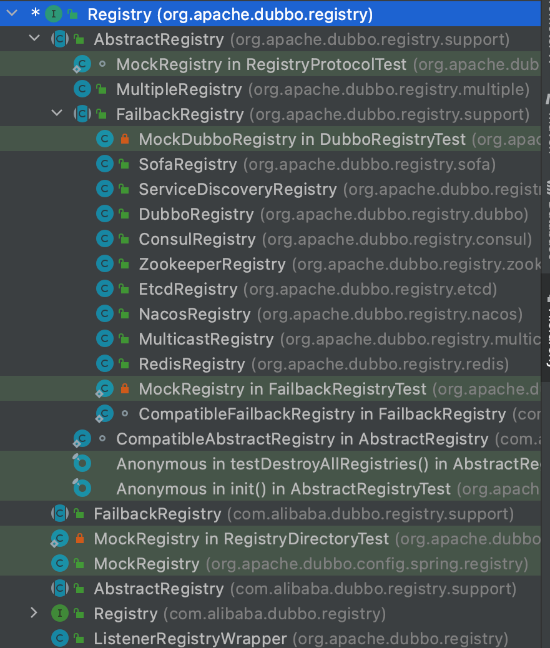 * Registry (org.apache.dubbo.registry)
AbstractRegistry (org.apache.dubbo.registry.support)
MockRegistry in RegistryProtocolTest (org.apache.dub
MultipleRegistry (org.apache.dubbo.registry.multiple)
FailbackRegistry (org.apache.dubbo.registry.support)
MockDubboRegistry in DubboRegistryTest (org.apac
SofaRegistry (org.apache.dubbo.registry.sofa)
ServiceDiscoveryRegistry (org.apache.dubbo.registr
DubboRegistry (org.apache.dubbo.registry.dubbo)
ConsulRegistry (org.apache.dubbo.registry.consul)
ZookeeperRegistry (org.apache.dubbo.registry.zook
EtcdRegistry (org.apache.dubbo.registry.etcd)
NacosRegistry (org.apache.dubbo.registry.nacos)
MulticastRegistry (org.apache.dubbo.registry.multic
RedisRegistry (org.apache.dubbo.registry.redis)
MockRegistry in FailbackRegistryTest (org.apache.d
CompatibleFailbackRegistry in FailbackRegistry (con
CompatibleAbstractRegistry in AbstractRegistry (com.a
Anonymous in testDestroyAllRegistries() in AbstractRe
Anonymous in init() in AbstractRegistryTest (org.apach
FailbackRegistry (com.alibaba.dubbo.registry.support)
MockRegistry in RegistryDirectoryTest (org.apache.dubbo
MockRegistry (org.apache.dubbo.config.spring.registry)
AbstractRegistry (com.alibaba.dubbo.registry.support)
Registry (com.alibaba.dubbo.registry)
ListenerRegistryWrapper (org.apache.dubbo.registry)